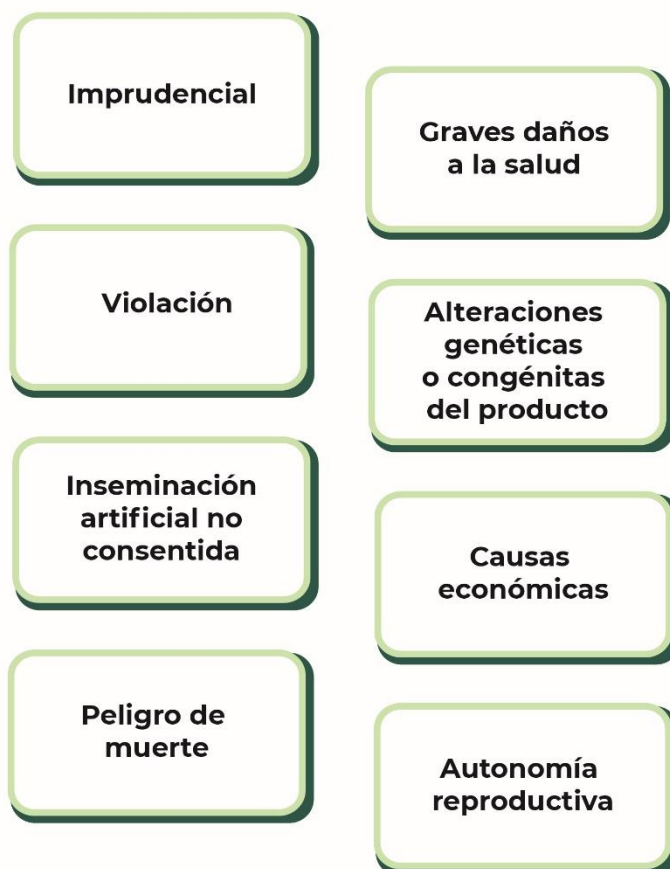 Imprudencial
Graves daños
a la salud
Violación
Alteraciones
genéticas
o congénitas
del producto
Inseminación
artificial no
consentida
Causas
económicas
Peligro de
muerte
Autonomía
reproductiva